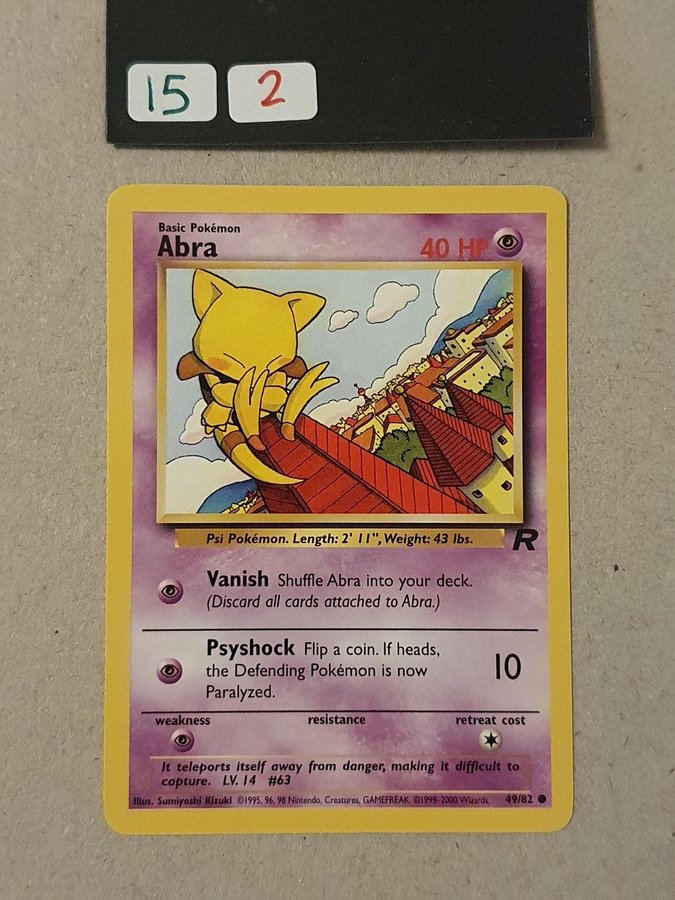 15 2
Basic Pokémon
Abra 40 HP
Psi Pokémon. Length: 2' 11", Weight: 43 lbs. R
Vanish Shuffle Abra into your deck.
(Discard all cards attached to Abra.)
Psyshock Flip a coin. If heads,
the Defending Pokémon is now 10
Paralyzed.
weakness resistance retreat cost
It teleports itself away from danger, making it difficult to
capture. LV. 14 #63
Illus. Sumiyoshi Kizuki ©1995, 96, 98 Nintendo, Creatures, GAMEFREAK. ©1999-2000 Wizards. 49/82